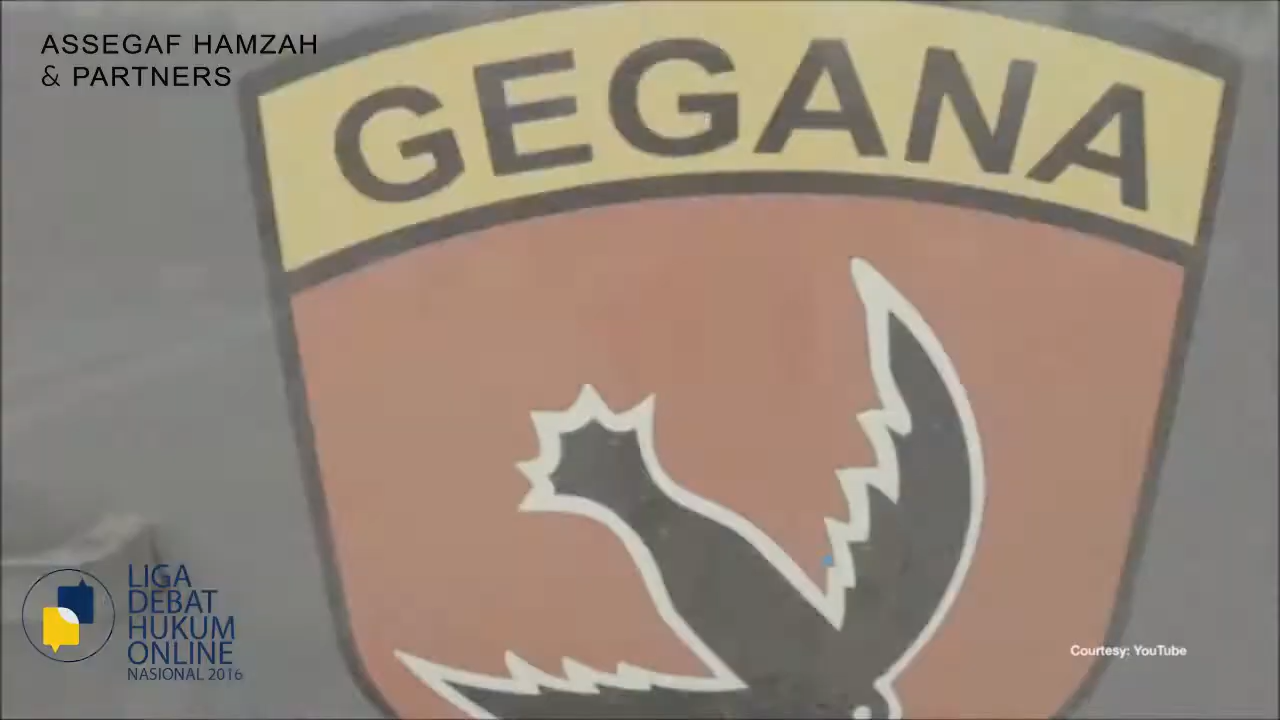 ASSEGAF HAMZAH
& PARTNERS
GEGANA
LIGA
DEBAT
HUKUM
ONLINE
NASIONAL 2016
Courtesy: YouTube